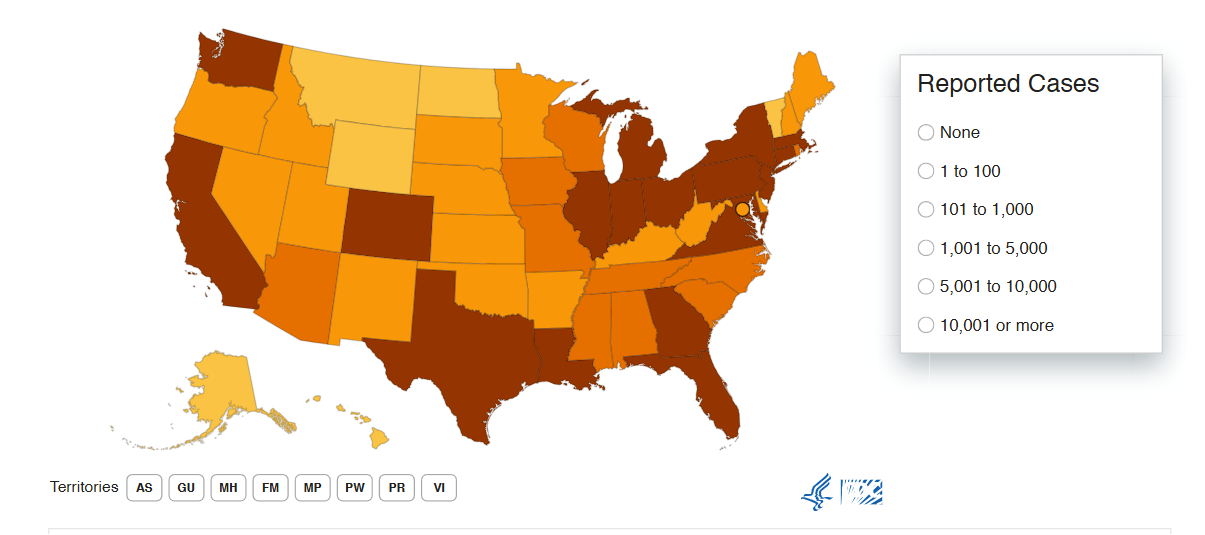 Reported Cases
None
1 to 100
101 to 1,000
1,001 to 5,000
5,001 to 10,000
10,001 or more
Territories AS GU MH FM MP PW PR VI